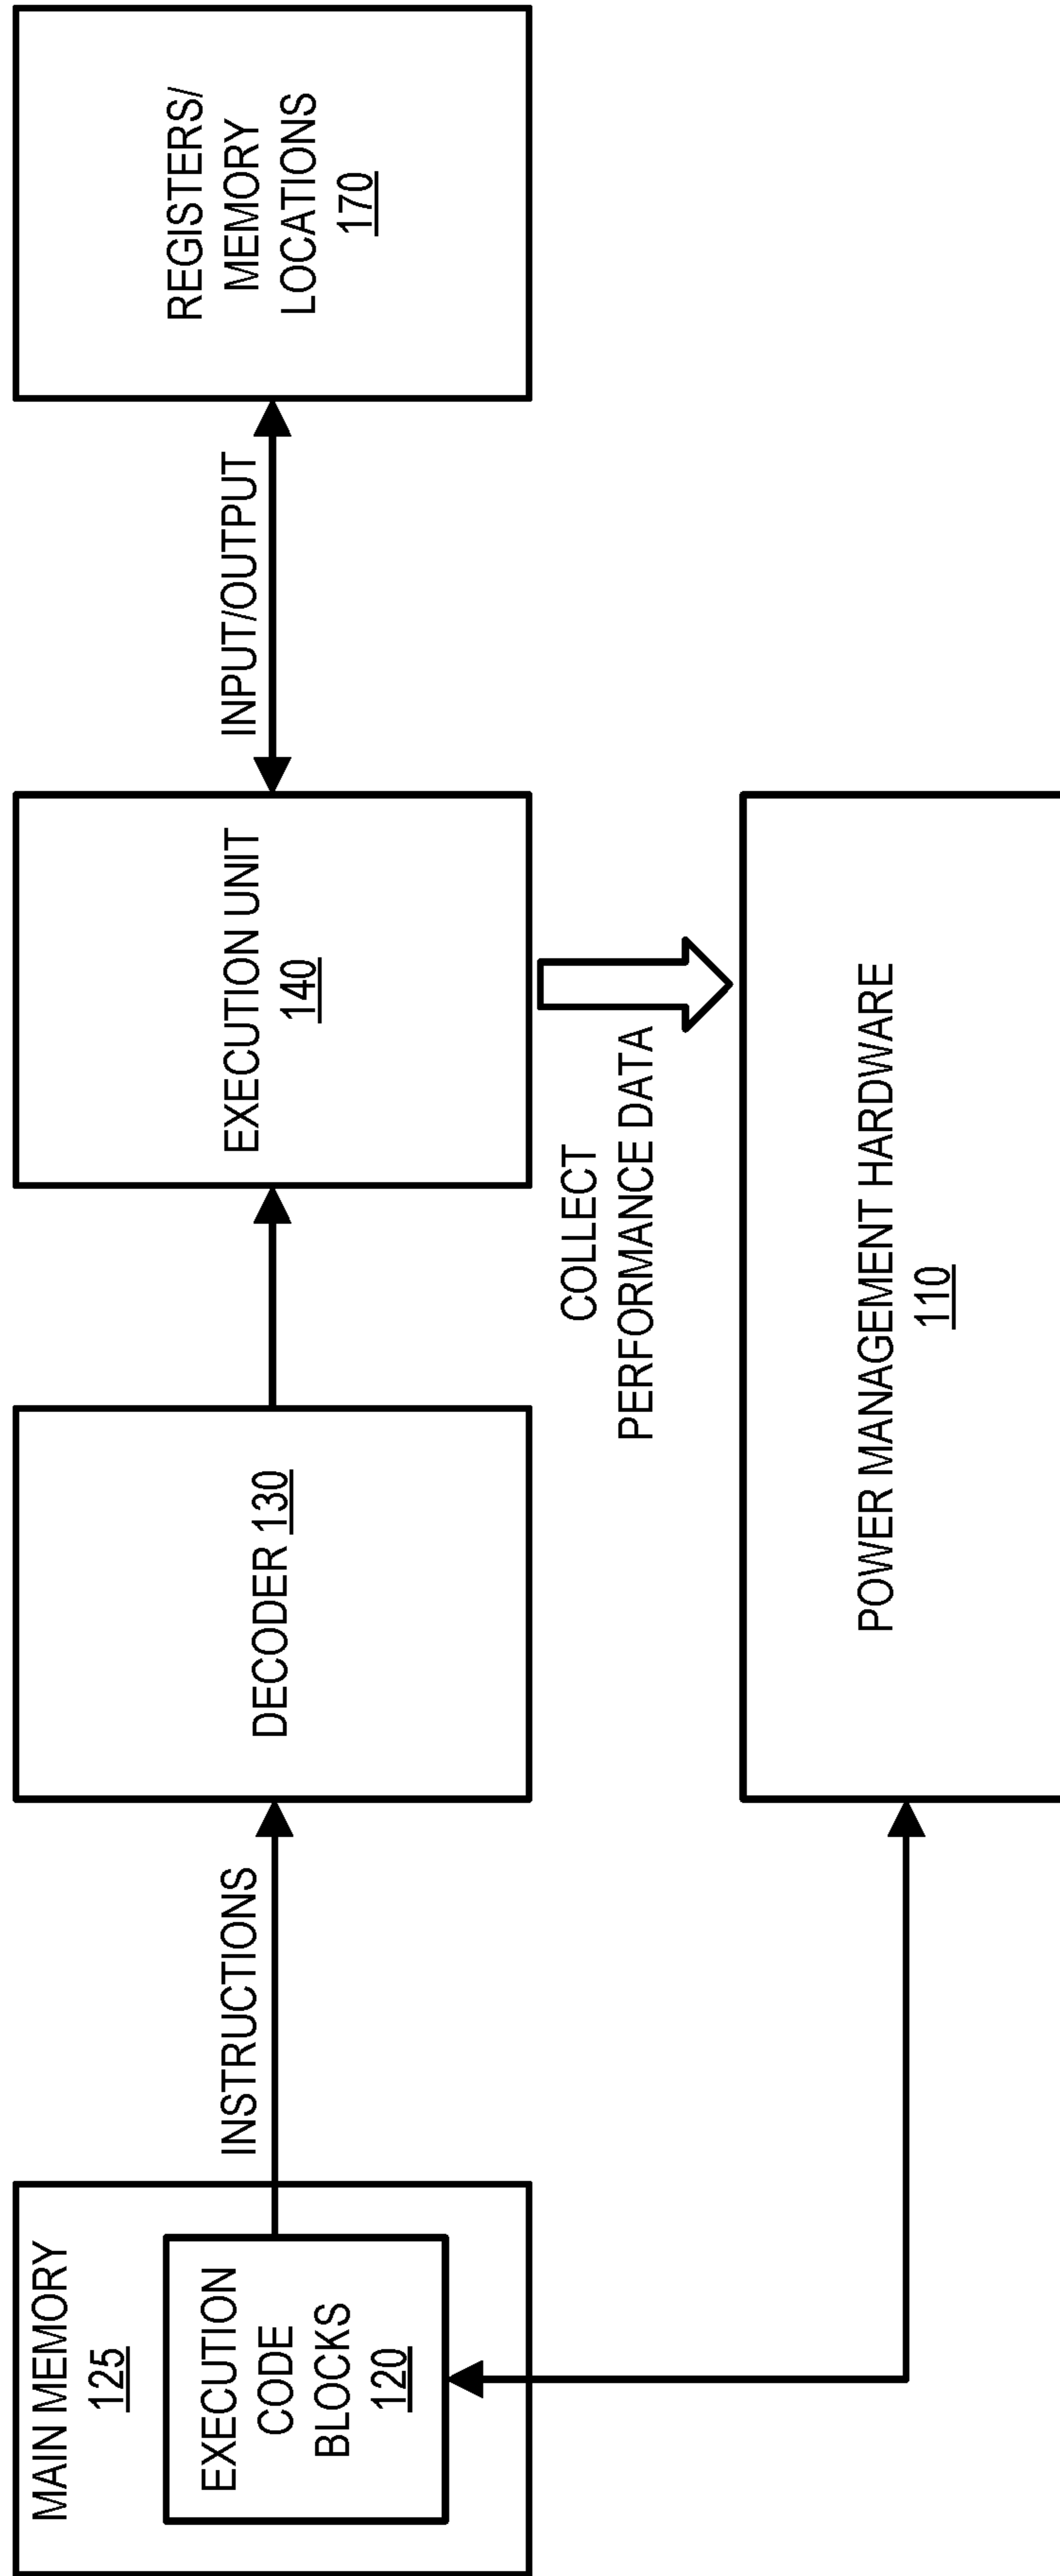 MAIN MEMORY
125
EXECUTION
CODE
BLOCKS
120
INSTRUCTIONS
DECODER 130
EXECUTION UNIT
140
INPUT/OUTPUT
REGISTERS/
MEMORY
LOCATIONS
170
COLLECT
PERFORMANCE DATA
POWER MANAGEMENT HARDWARE
110